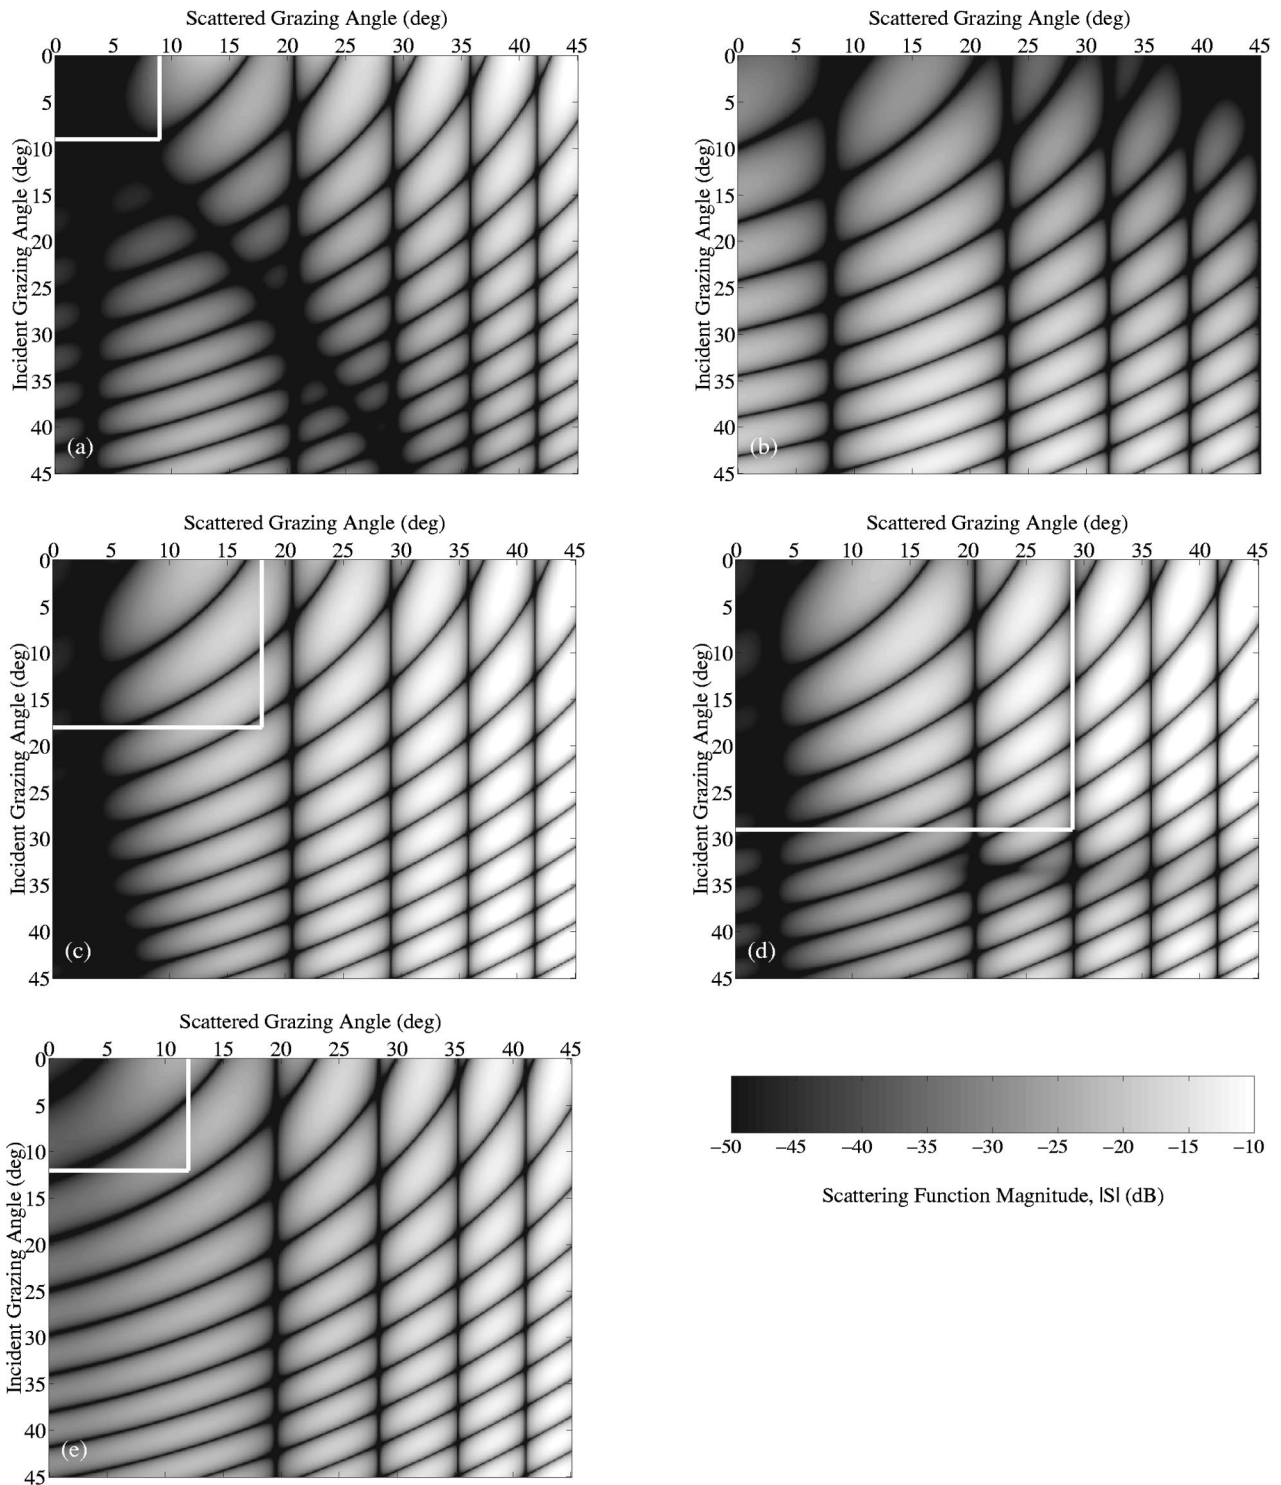 Scattered Grazing Angle (deg)
0 5 10 15 20 25 30 35 40 45
Incident Grazing Angle (deg)
0
5
10
15
20
25
30
35
40
45
(a)
Scattered Grazing Angle (deg)
0 5 10 15 20 25 30 35 40 45
Incident Grazing Angle (deg)
0
5
10
15
20
25
30
35
40
45
(b)
Scattered Grazing Angle (deg)
0 5 10 15 20 25 30 35 40 45
Incident Grazing Angle (deg)
0
5
10
15
20
25
30
35
40
45
(c)
Scattered Grazing Angle (deg)
0 5 10 15 20 25 30 35 40 45
Incident Grazing Angle (deg)
0
5
10
15
20
25
30
35
40
45
(d)
Scattered Grazing Angle (deg)
0 5 10 15 20 25 30 35 40 45
Incident Grazing Angle (deg)
0
5
10
15
20
25
30
35
40
45
(e)
−50 −45 −40 −35 −30 −25 −20 −15 −10
Scattering Function Magnitude, |S| (dB)